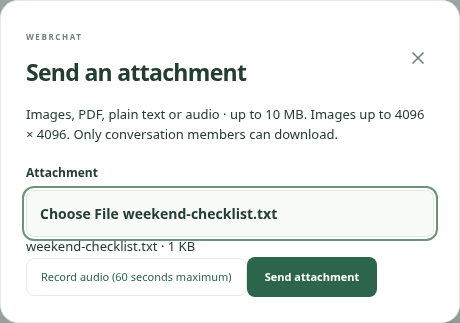 WEBRCHAT
Send an attachment
Images, PDF, plain text or audio · up to 10 MB. Images up to 4096
× 4096. Only conversation members can download.
Attachment
Choose File weekend-checklist.txt
weekend-checklist.txt · 1 KB
Record audio (60 seconds maximum) Send attachment